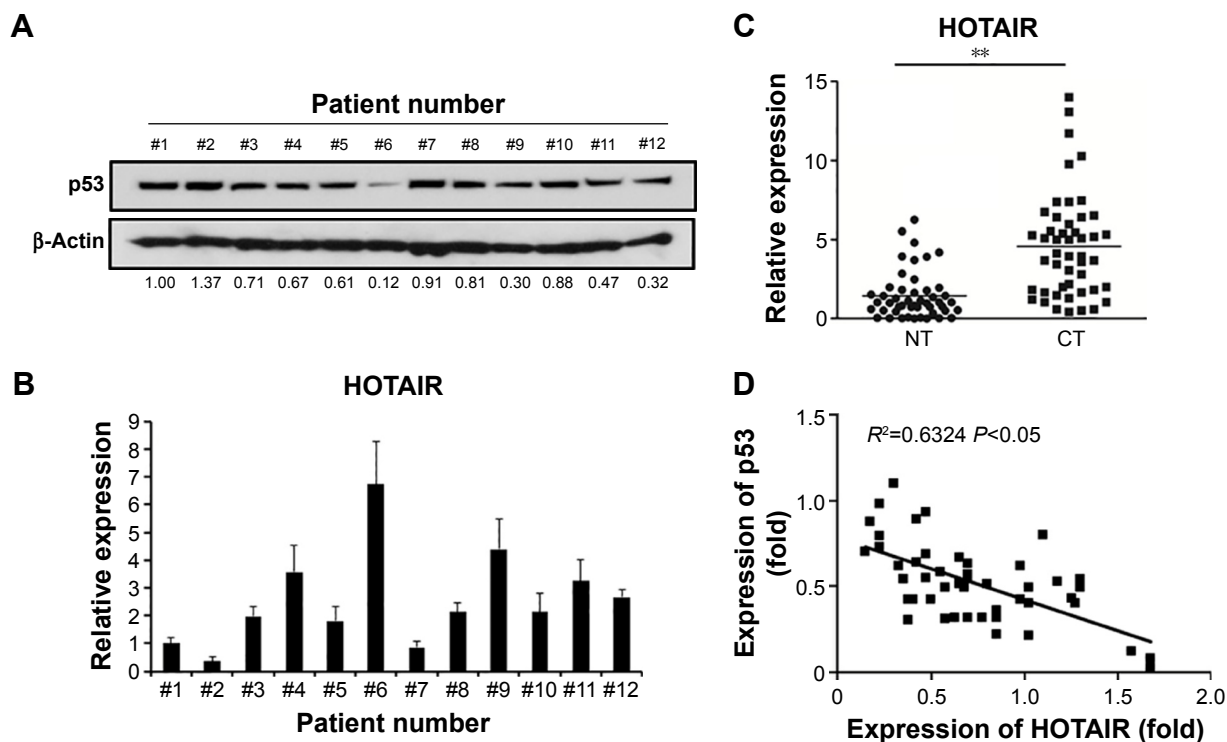 A
Patient number
#1 #2 #3 #4 #5 #6 #7 #8 #9 #10 #11 #12
p53
β-Actin
1.00 1.37 0.71 0.67 0.61 0.12 0.91 0.81 0.30 0.88 0.47 0.32
B
HOTAIR
Relative expression
9
8
7
6
5
4
3
2
1
0
#1 #2 #3 #4 #5 #6 #7 #8 #9 #10 #11 #12
Patient number
C
HOTAIR
**
Relative expression
15
10
5
0
NT CT
D
R²=0.6324 P<0.05
Expression of p53
(fold)
1.5
1.0
0.5
0
0 0.5 1.0 1.5 2.0
Expression of HOTAIR (fold)